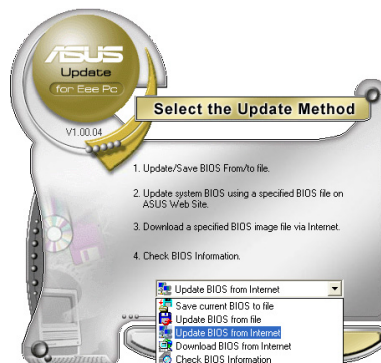 ASUS
Update
for Eee Pc
V1.00.04
Select the Update Method
1. Update/Save BIOS From/to file.
2. Update system BIOS using a specified BIOS file on
ASUS Web Site.
3. Download a specified BIOS image file via Internet.
4. Check BIOS Information.
Update BIOS from Internet
Save current BIOS to file
Update BIOS from file
Update BIOS from Internet
Download BIOS from Internet
Check BIOS Information